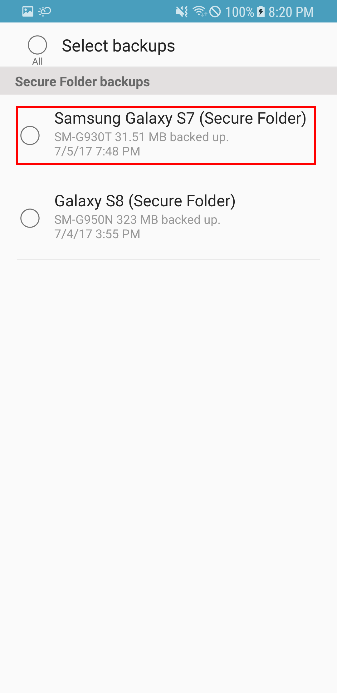 100% 8:20 PM
Select backups
All
Secure Folder backups
Samsung Galaxy S7 (Secure Folder)
SM-G930T 31.51 MB backed up.
7/5/17 7:48 PM
Galaxy S8 (Secure Folder)
SM-G950N 323 MB backed up.
7/4/17 3:55 PM